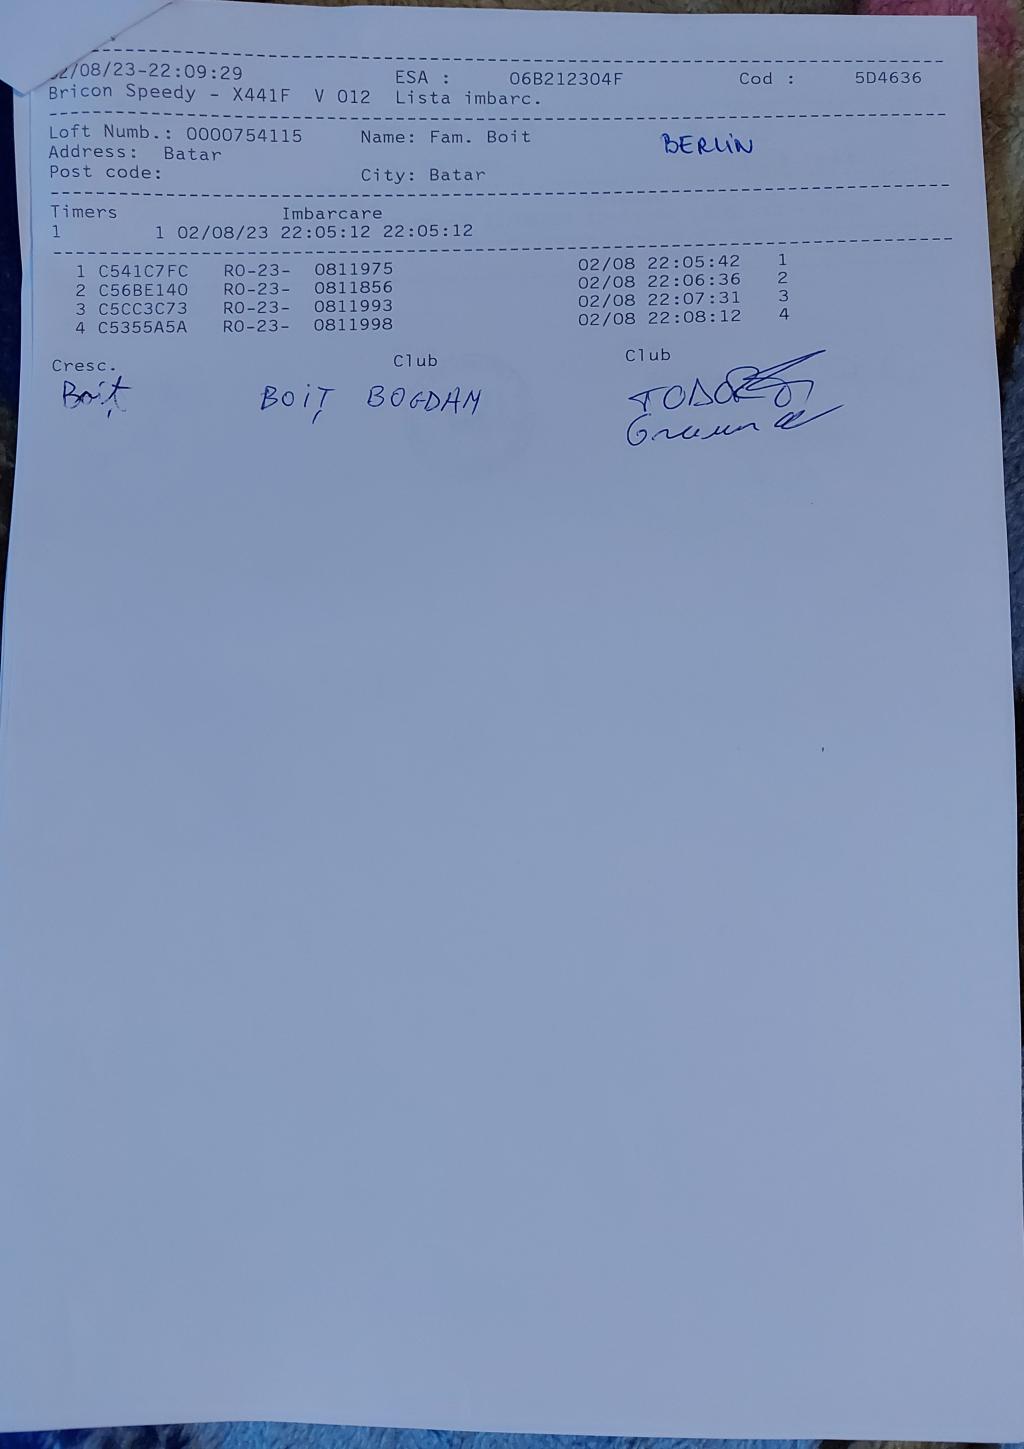 2/08/23-22:09:29 ESA : 06B212304F Cod : 5D4636
Bricon Speedy - X441F V 012 Lista imbarc.
Loft Numb.: 0000754115 Name: Fam. Boit BERLiN
Address: Batar
Post code: City: Batar
Timers Imbarcare
1 1 02/08/23 22:05:12 22:05:12
1 C541C7FC RO-23- 0811975 02/08 22:05:42 1
2 C56BE140 RO-23- 0811856 02/08 22:06:36 2
3 C5CC3C73 RO-23- 0811993 02/08 22:07:31 3
4 C5355A5A RO-23- 0811998 02/08 22:08:12 4
Cresc. Club Club
Boiț BOiȚ BOGDAN